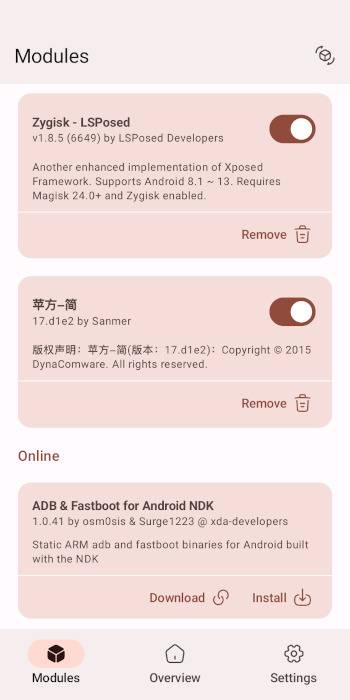 Modules
Zygisk - LSPosed
v1.8.5 (6649) by LSPosed Developers
Another enhanced implementation of Xposed
Framework. Supports Android 8.1 ~ 13. Requires
Magisk 24.0+ and Zygisk enabled.
Remove
苹方–简
17.d1e2 by Sanmer
版权声明：苹方–简(版本：17.d1e2)：Copyright © 2015
DynaComware. All rights reserved.
Remove
Online
ADB & Fastboot for Android NDK
1.0.41 by osm0sis & Surge1223 @ xda-developers
Static ARM adb and fastboot binaries for Android built
with the NDK
Download Install
Modules Overview Settings